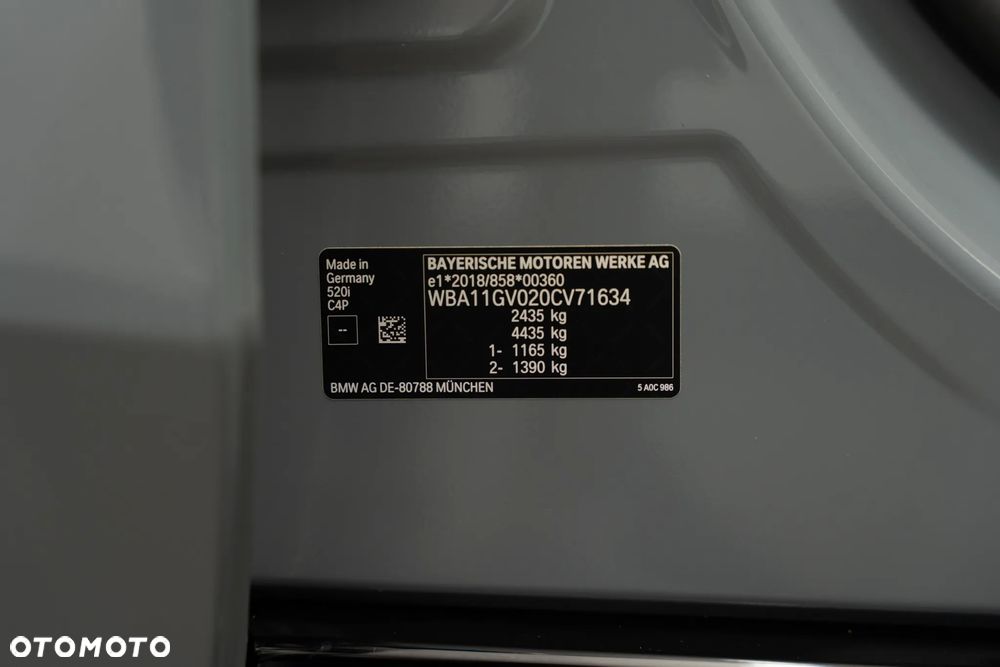 Made in
Germany
520i
C4P
--
BAYERISCHE MOTOREN WERKE AG
e1*2018/858*00360
WBA11GV020CV71634
2435 kg
4435 kg
1- 1165 kg
2- 1390 kg
BMW AG DE-80788 MÜNCHEN
5 A0C 986
OTOMOTO